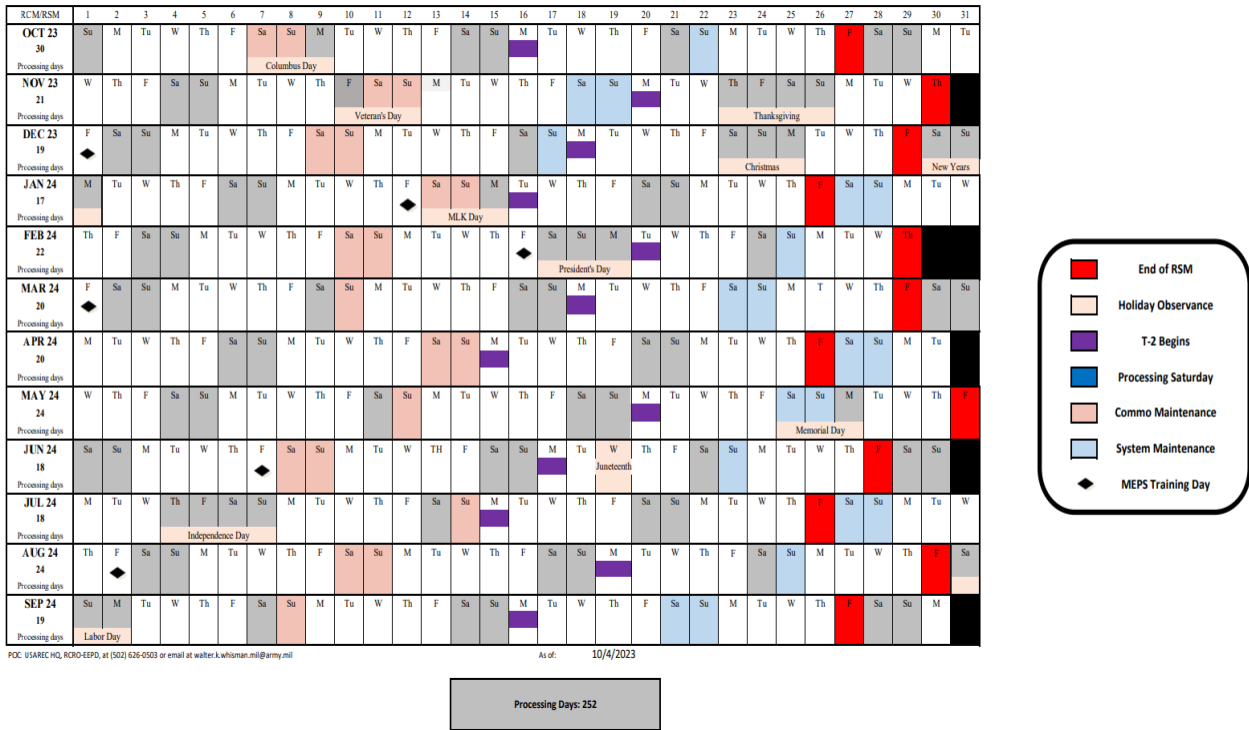 RCM/RSM 1 2 3 4 5 6 7 8 9 10 11 12 13 14 15 16 17 18 19 20 21 22 23 24 25 26 27 28 29 30 31
OCT 23 Su M Tu W Th F Sa Su M Tu W Th F Sa Su M Tu W Th F Sa Su M Tu W Th F Sa Su M Tu
30
Processing days Columbus Day
NOV 23 W Th F Sa Su M Tu W Th F Sa Su M Tu W Th F Sa Su M Tu W Th F Sa Su M Tu W Th
21
Processing days Veteran's Day Thanksgiving
DEC 23 F Sa Su M Tu W Th F Sa Su M Tu W Th F Sa Su M Tu W Th F Sa Su M Tu W Th F Sa Su
19
Processing days Christmas New Years
JAN 24 M Tu W Th F Sa Su M Tu W Th F Sa Su M Tu W Th F Sa Su M Tu W Th F Sa Su M Tu W
17
Processing days MLK Day
FEB 24 Th F Sa Su M Tu W Th F Sa Su M Tu W Th F Sa Su M Tu W Th F Sa Su M Tu W Th
22
Processing days President's Day
MAR 24 F Sa Su M Tu W Th F Sa Su M Tu W Th F Sa Su M Tu W Th F Sa Su M T W Th F Sa Su
20
Processing days
APR 24 M Tu W Th F Sa Su M Tu W Th F Sa Su M Tu W Th F Sa Su M Tu W Th F Sa Su M Tu
20
Processing days
MAY 24 W Th F Sa Su M Tu W Th F Sa Su M Tu W Th F Sa Su M Tu W Th F Sa Su M Tu W Th F
24
Processing days Memorial Day
JUN 24 Sa Su M Tu W Th F Sa Su M Tu W TH F Sa Su M Tu W Th F Sa Su M Tu W Th F Sa Su
18 Juneteenth
Processing days
JUL 24 M Tu W Th F Sa Su M Tu W Th F Sa Su M Tu W Th F Sa Su M Tu W Th F Sa Su M Tu W
18
Processing days Independence Day
AUG 24 Th F Sa Su M Tu W Th F Sa Su M Tu W Th F Sa Su M Tu W Th F Sa Su M Tu W Th F Sa
24
Processing days
SEP 24 Su M Tu W Th F Sa Su M Tu W Th F Sa Su M Tu W Th F Sa Su M Tu W Th F Sa Su M
19
Processing days Labor Day
POC: USAREC HQ, RCRO-EEPD, at (502) 626-0503 or email at walter.k.whisman.mil@army.mil As of: 10/4/2023
Processing Days: 252
End of RSM
Holiday Observance
T-2 Begins
Processing Saturday
Commo Maintenance
System Maintenance
MEPS Training Day